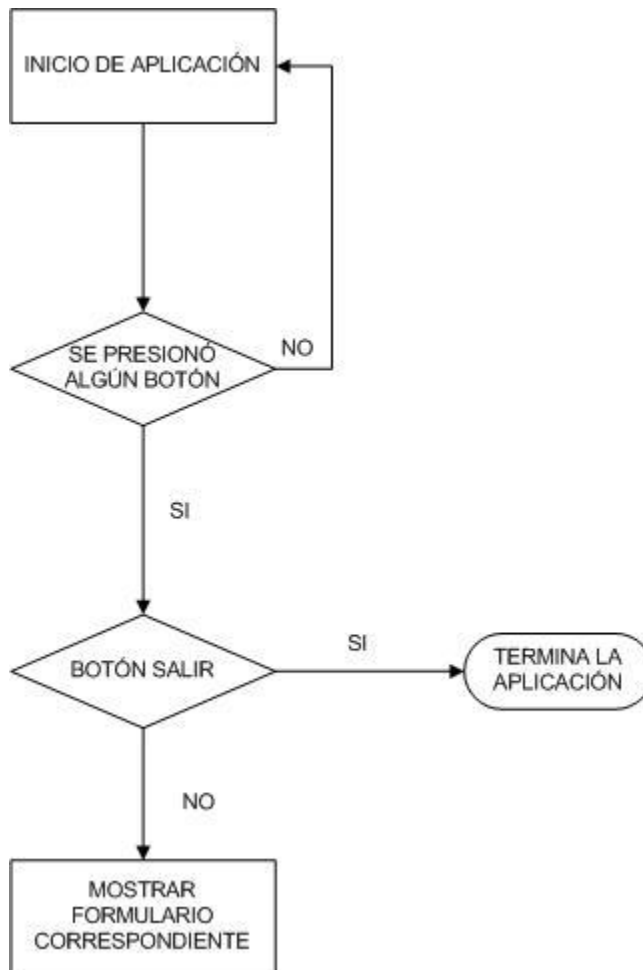 INICIO DE APLICACIÓN
SE PRESIONÓ
ALGÚN BOTÓN
NO
SI
BOTÓN SALIR
SI
TERMINA LA
APLICACIÓN
NO
MOSTRAR
FORMULARIO
CORRESPONDIENTE